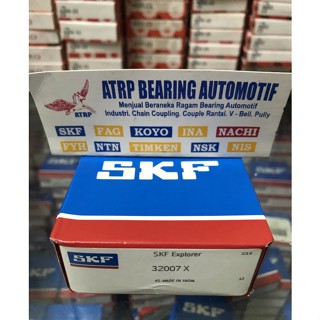 ATRP BEARING AUTOMOTIF
Menjual Beraneka Ragam Bearing Automotif
Industri, Chain Coupling, Couple Rantai, V - Bell. Pully
ATRP
SKF FAG KOYO INA NACHI
FYH NTN TIMKEN NSK NIS
SKF
SKF
SKF Explorer
32007 X